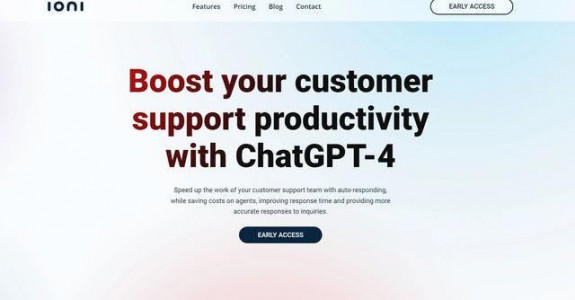 ioni Features Pricing Blog Contact EARLY ACCESS
Boost your customer
support productivity
with ChatGPT-4
Speed up the work of your customer support team with auto-responding,
while saving costs on agents, improving response time and providing more
accurate responses to inquiries.
EARLY ACCESS